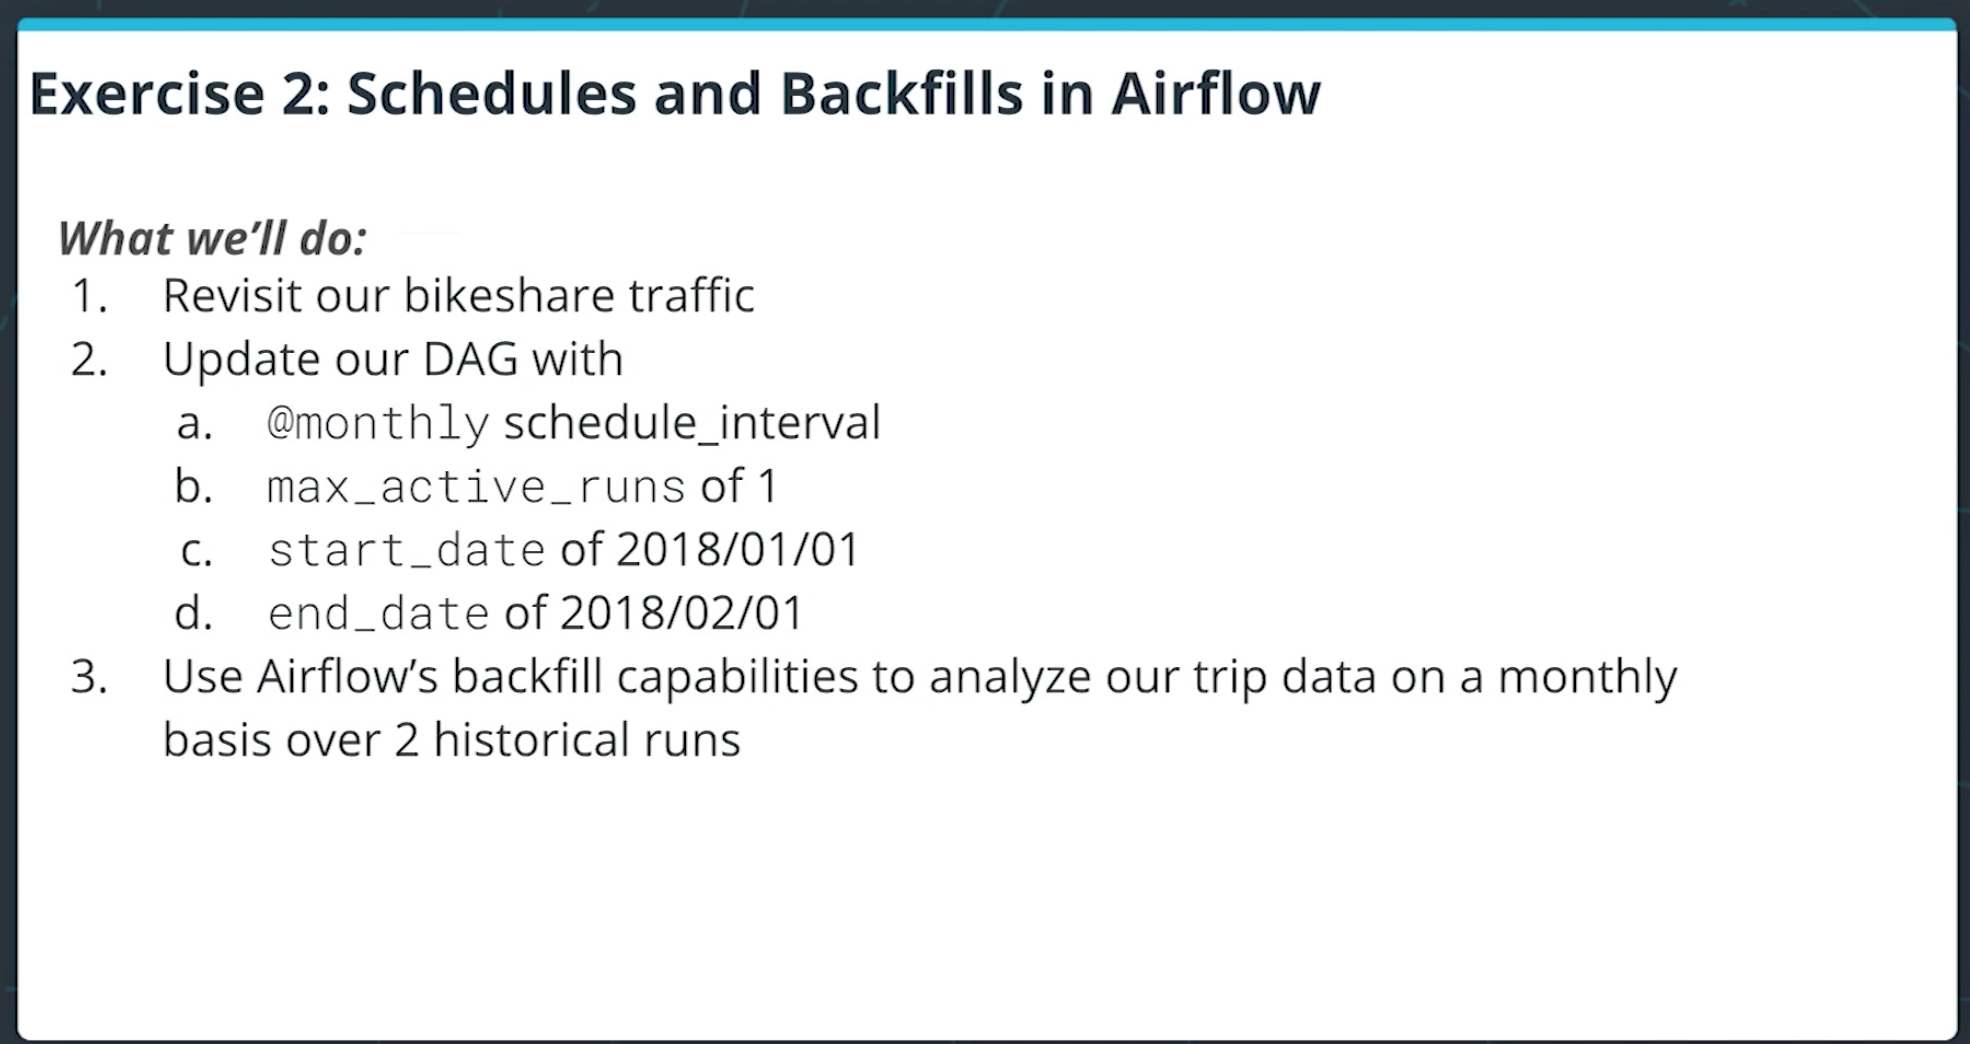 Exercise 2: Schedules and Backfills in Airflow
What we’ll do:
1. Revisit our bikeshare traffic
2. Update our DAG with
a. @monthly schedule_interval
b. max_active_runs of 1
c. start_date of 2018/01/01
d. end_date of 2018/02/01
3. Use Airflow’s backfill capabilities to analyze our trip data on a monthly
basis over 2 historical runs